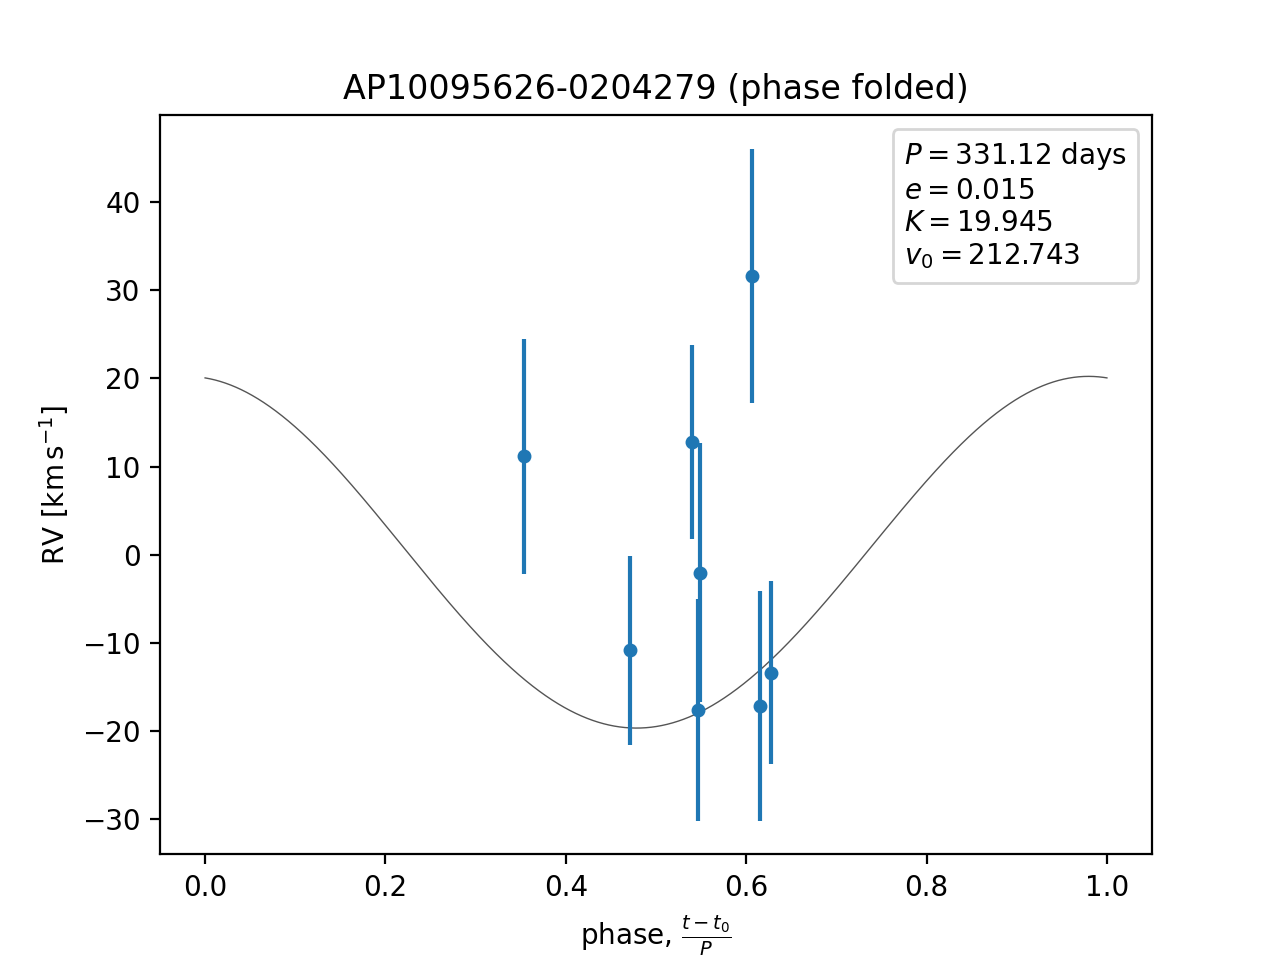 AP10095626-0204279 (phase folded)
P = 331.12 days
e = 0.015
K = 19.945
v₀ = 212.743
RV [km s⁻¹]
40
30
20
10
0
−10
−20
−30
0.0 0.2 0.4 0.6 0.8 1.0
phase, (t − t₀)/P